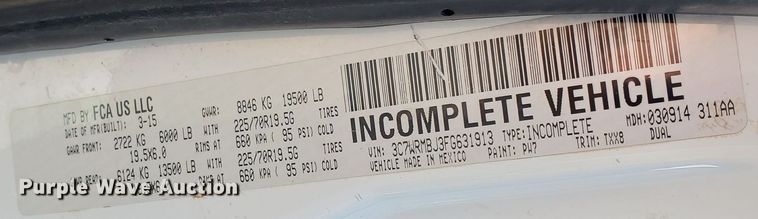 MFD BY FCA US LLC
DATE OF MFR(BUILT): 3-15
GVWR: 8846 KG 19500 LB
GAWR FRONT: 2722 KG 6000 LB WITH 225/70R19.5G TIRES
19.5X6.0 RIMS AT 660 KPA ( 95 PSI) COLD
6124 KG 13500 LB WITH 225/70R19.5G TIRES
RIMS AT 660 KPA ( 95 PSI) COLD
INCOMPLETE VEHICLE
MDH: 030914 311AA
VIN: 3C7WRMBJ3FG631913 TYPE: INCOMPLETE DUAL
VEHICLE MADE IN MEXICO PAINT: PW7 TRIM: TXX8
Purple Wave Auction